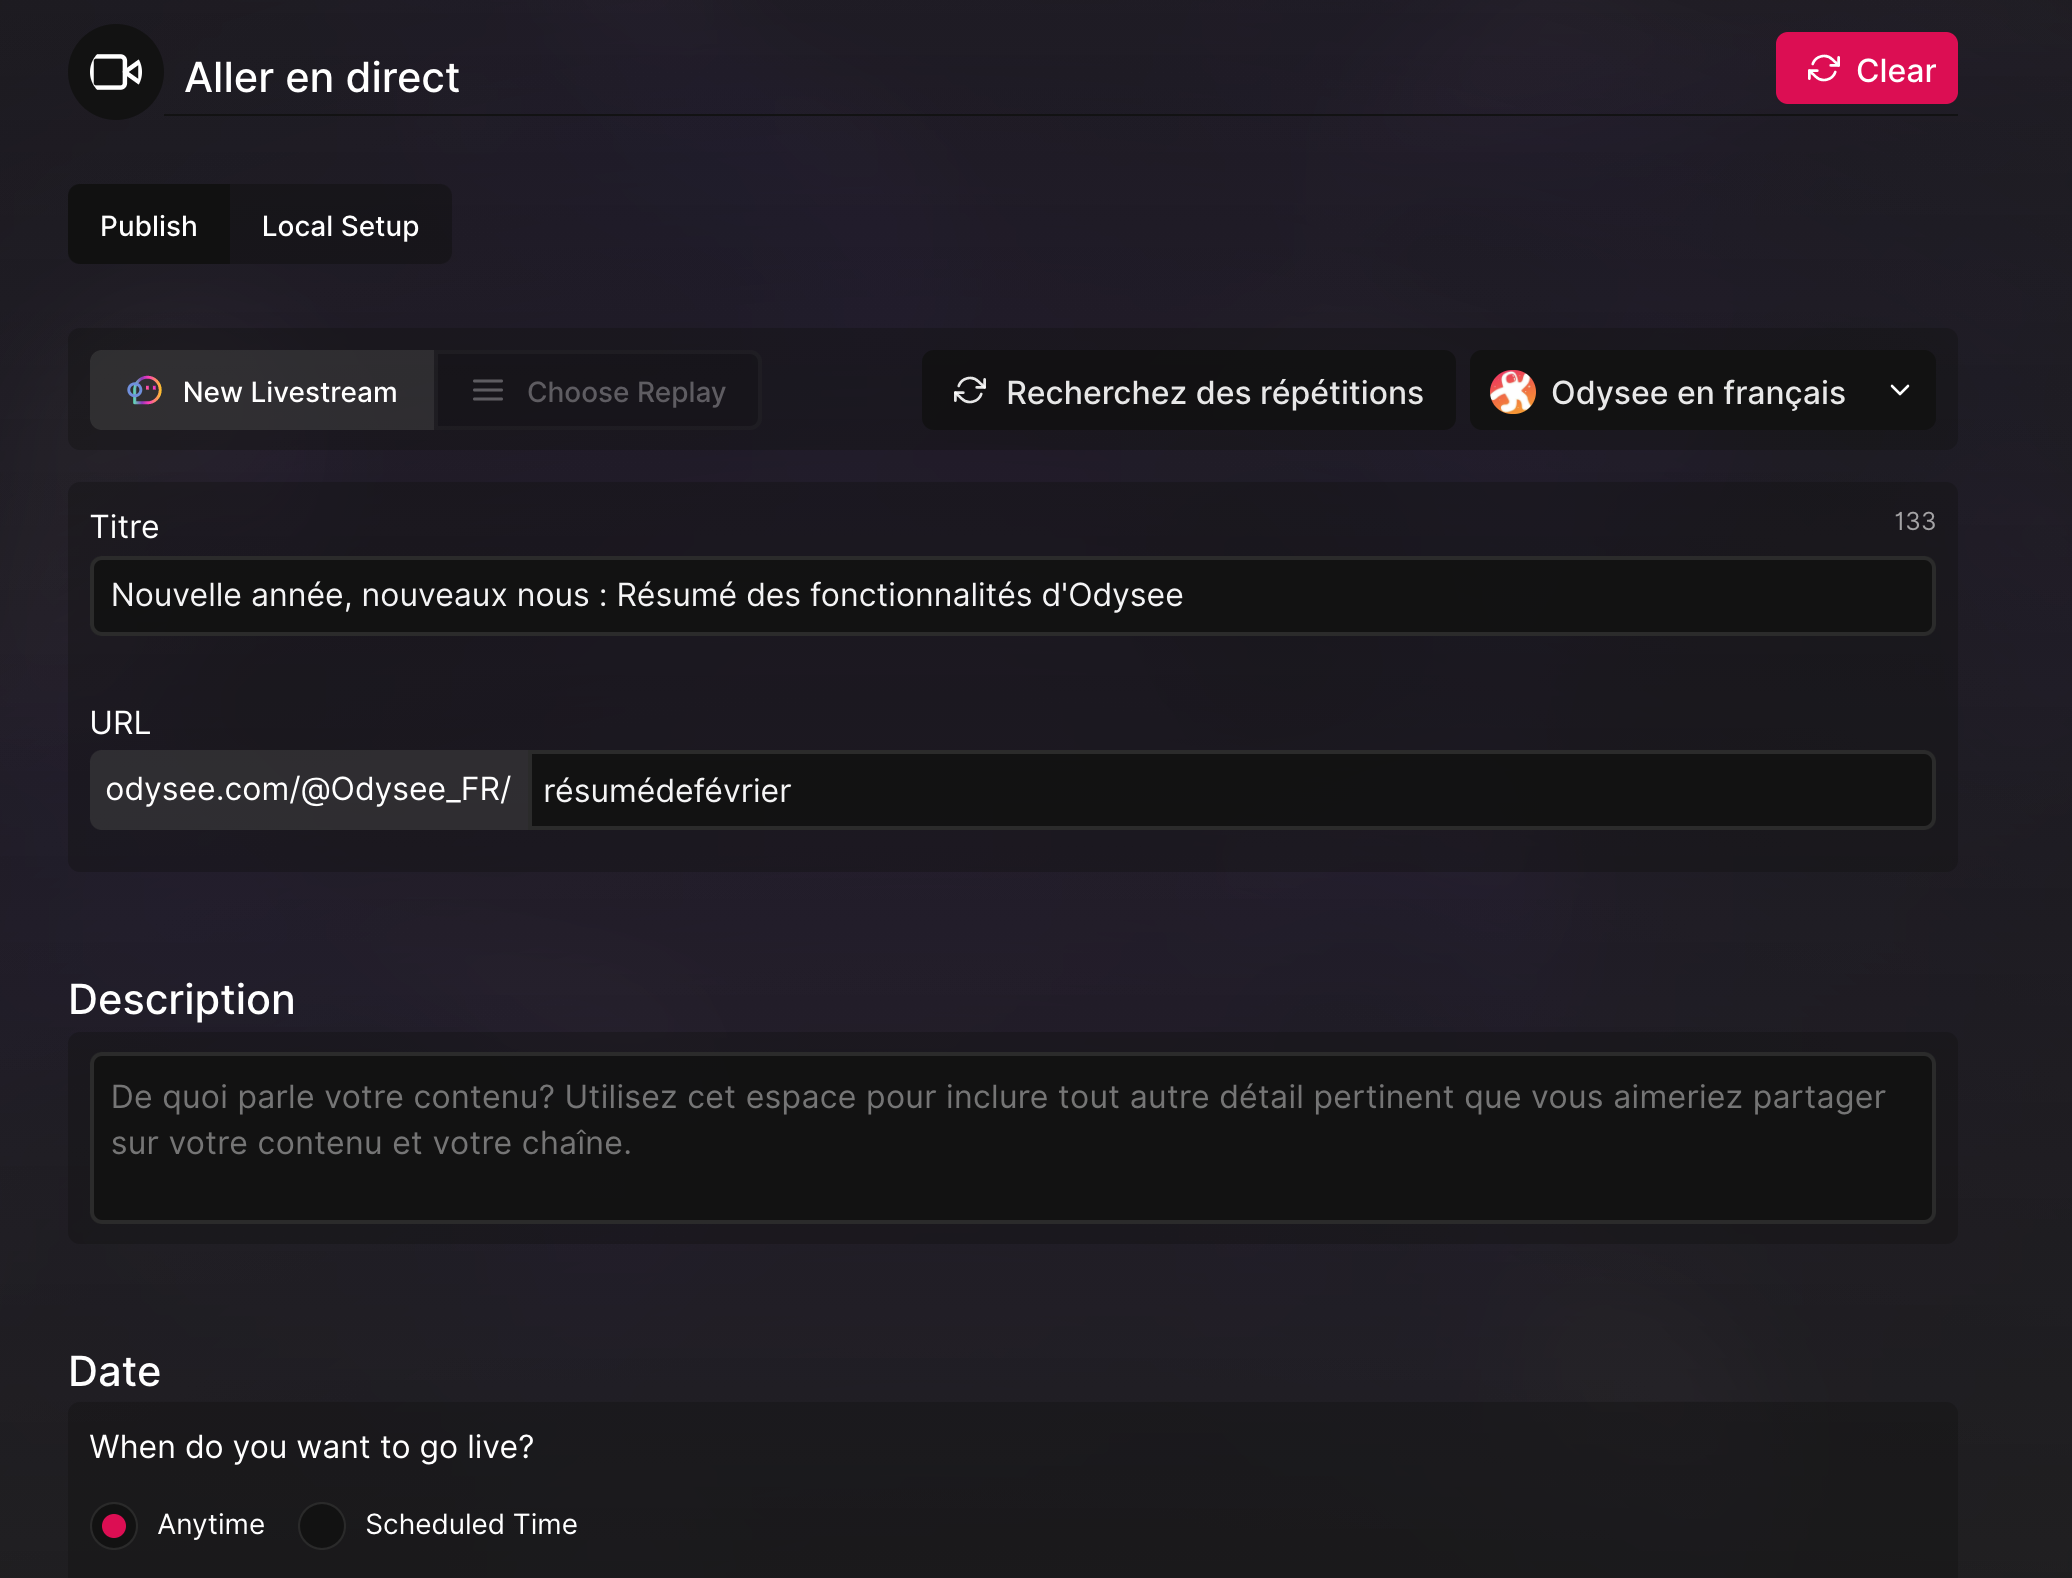 Aller en direct
Clear
Publish
Local Setup
New Livestream
Choose Replay
Recherchez des répétitions
Odysee en français
Titre
133
Nouvelle année, nouveaux nous : Résumé des fonctionnalités d'Odysee
URL
odysee.com/@Odysee_FR/
résumédefévrier
Description
De quoi parle votre contenu? Utilisez cet espace pour inclure tout autre détail pertinent que vous aimeriez partager
sur votre contenu et votre chaîne.
Date
When do you want to go live?
Anytime
Scheduled Time